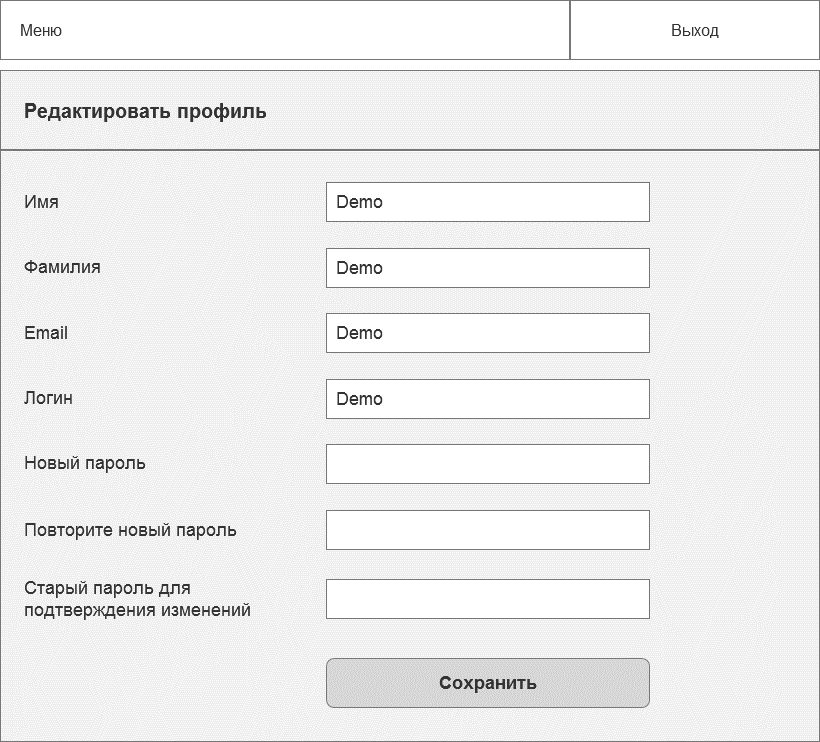 Меню
Выход
Редактировать профиль
Имя
Demo
Фамилия
Demo
Email
Demo
Логин
Demo
Новый пароль
Повторите новый пароль
Старый пароль для
подтверждения изменений
Сохранить